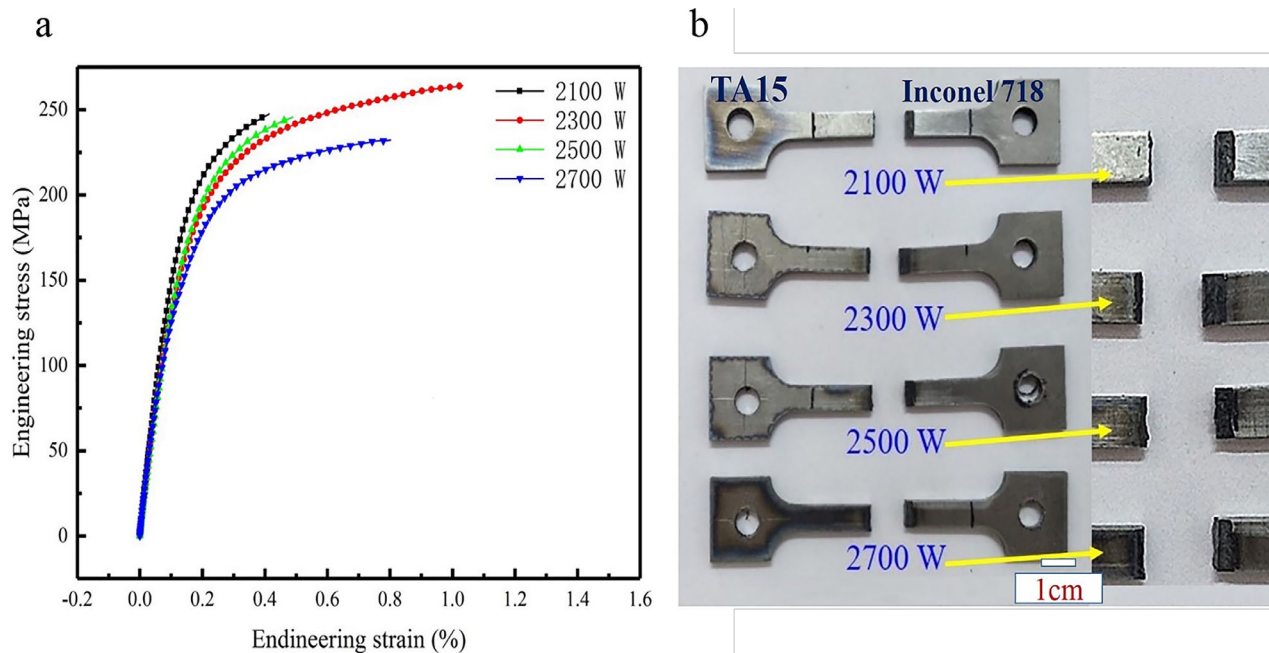 a
250
200
150
100
50
0
Engineering stress (MPa)
2100 W
2300 W
2500 W
2700 W
-0.2 0.0 0.2 0.4 0.6 0.8 1.0 1.2 1.4 1.6
Endineering strain (%)
b
TA15 Inconel 718
2100 W
2300 W
2500 W
2700 W
1cm